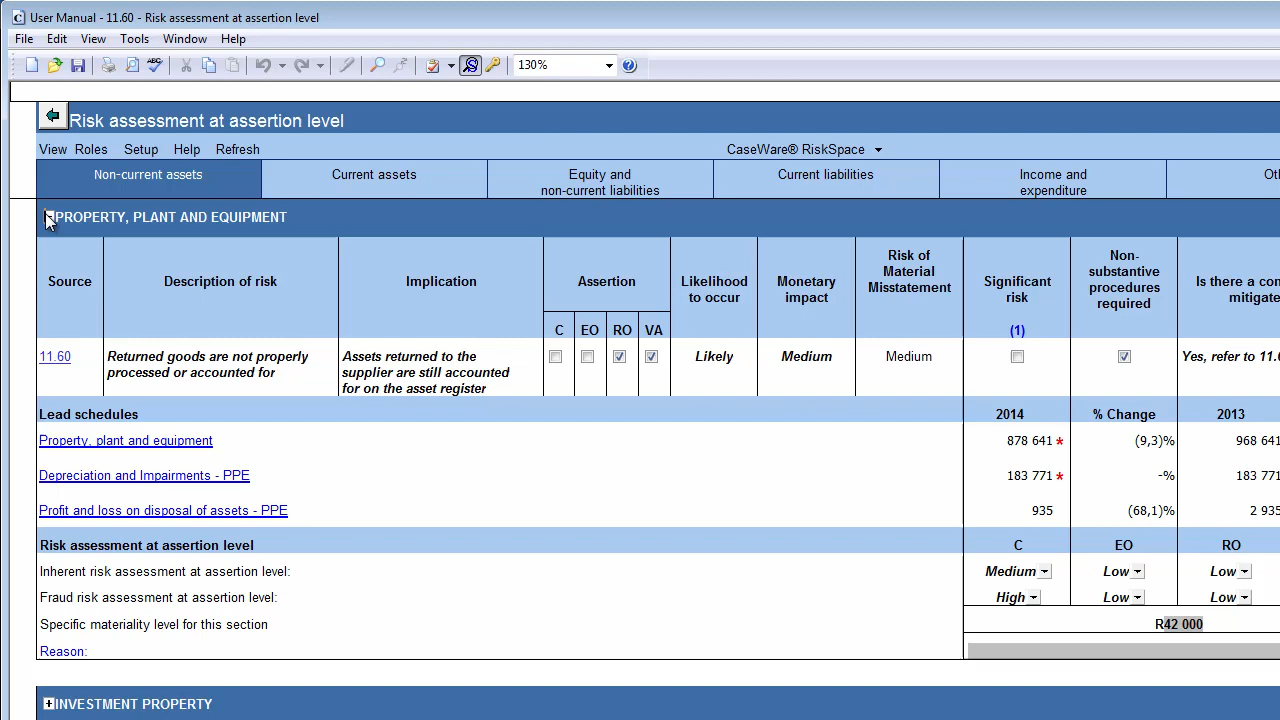 User Manual - 11.60 - Risk assessment at assertion level
File Edit View Tools Window Help
ABC 130%
Risk assessment at assertion level
View Roles Setup Help Refresh CaseWare® RiskSpace
Non-current assets Current assets Equity and non-current liabilities Current liabilities Income and expenditure
PROPERTY, PLANT AND EQUIPMENT
Source Description of risk Implication Assertion Likelihood to occur Monetary impact Risk of Material Misstatement Significant risk Non-substantive procedures required Is there a
(1)
C EO RO VA
11.60 Returned goods are not properly processed or accounted for Assets returned to the supplier are still accounted for on the asset register Likely Medium Medium Yes, refer to
Lead schedules 2014 % Change 2013
Property, plant and equipment 878 641 * (9,3)% 968 641
Depreciation and Impairments - PPE 183 771 * -% 183 771
Profit and loss on disposal of assets - PPE 935 (68,1)% 2 935
Risk assessment at assertion level C EO RO
Inherent risk assessment at assertion level: Medium Low Low
Fraud risk assessment at assertion level: High Low Low
Specific materiality level for this section R42 000
Reason:
INVESTMENT PROPERTY